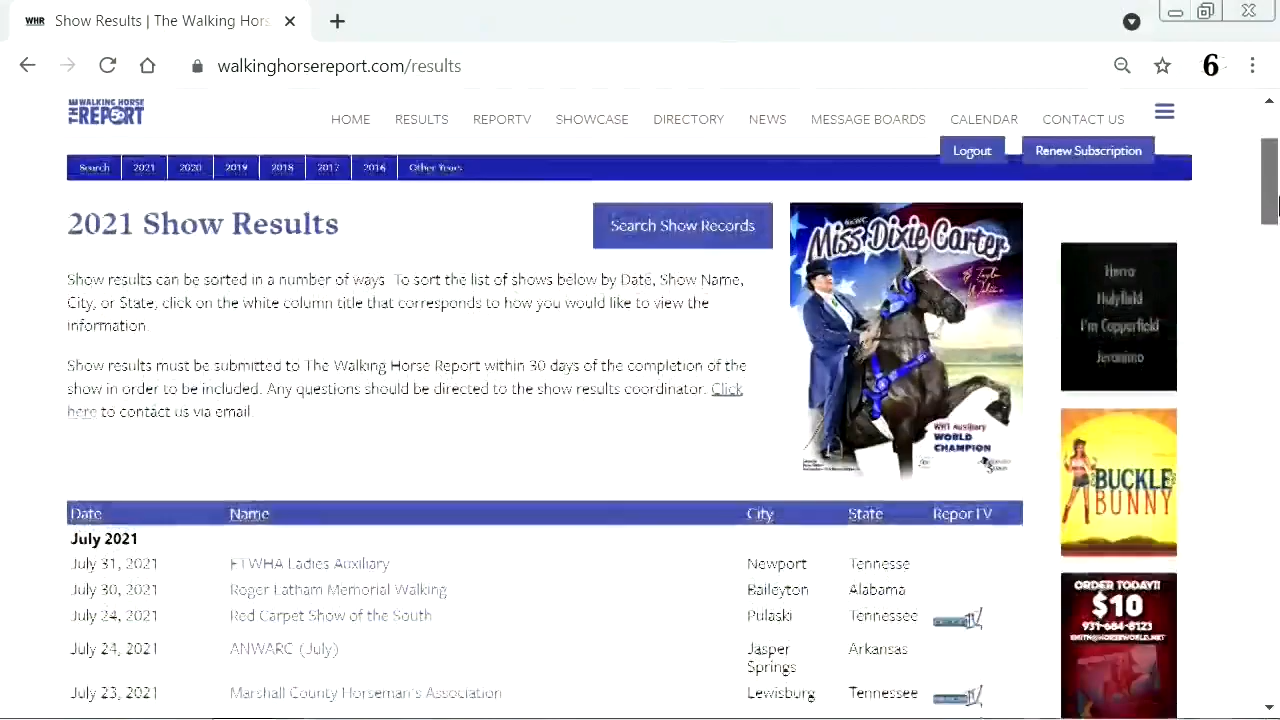 WHR Show Results | The Walking Hors
walkinghorsereport.com/results
6
THE WALKING HORSE
REPORT
HOME RESULTS REPORTV SHOWCASE DIRECTORY NEWS MESSAGE BOARDS CALENDAR CONTACT US
Logout Renew Subscription
Search 2021 2020 2019 2018 2017 2016 Other Years
2021 Show Results
Search Show Records
Show results can be sorted in a number of ways. To sort the list of shows below by Date, Show Name,
City, or State, click on the white column title that corresponds to how you would like to view the
information.
Show results must be submitted to The Walking Horse Report within 30 days of the completion of the
show in order to be included. Any questions should be directed to the show results coordinator. Click
here to contact us via email.
Miss Dixie Carter
WHT Auxiliary
WORLD
CHAMPION
Holyfield
I'm Copperfield
Jeronimo
BUCKLE
BUNNY
ORDER TODAY!!
$10
931-684-8123
Date Name City State ReporTV
July 2021
July 31, 2021 ETWHA Ladies Auxiliary Newport Tennesse
July 30, 2021 Roger Latham Memorial Walking Baileyton Alabama
July 24, 2021 Red Carpet Show of the South Pulaski Tennessee
July 24, 2021 ANWARC (July) Jasper Springs Arkansas
July 23, 2021 Marshall County Horseman's Association Lewisburg Tennessee